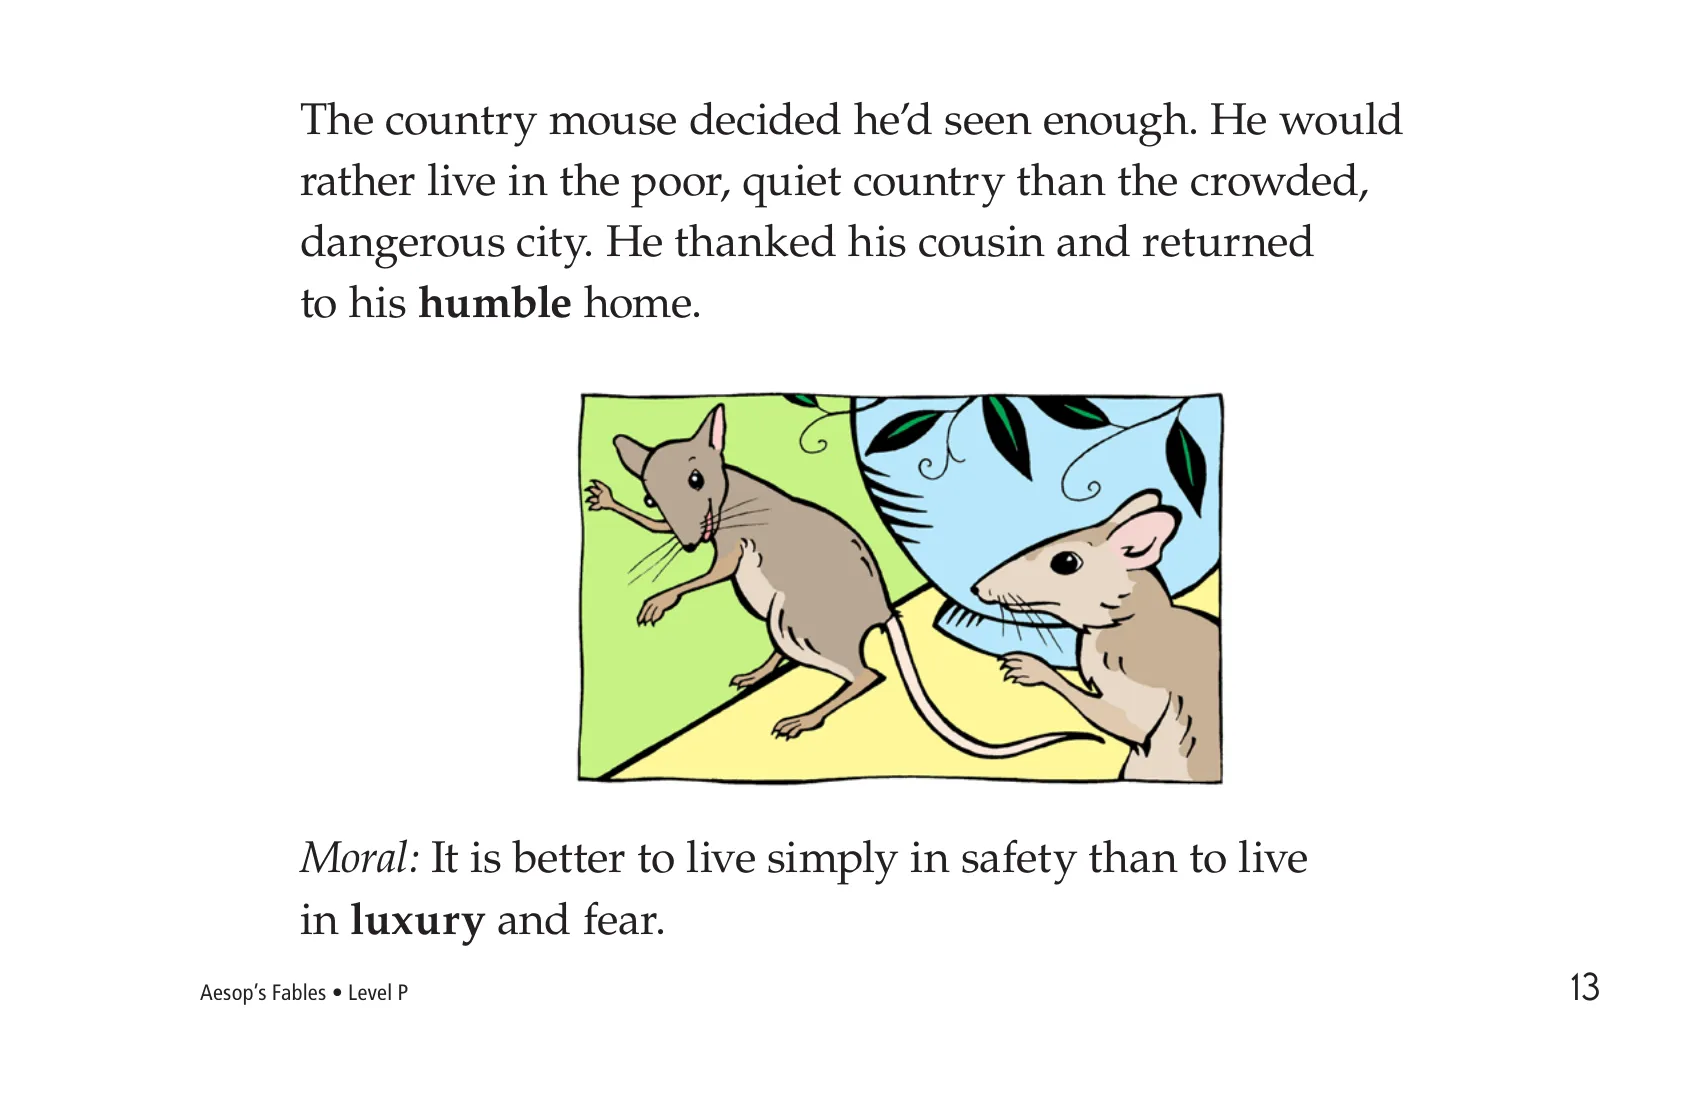 The country mouse decided he’d seen enough. He would
rather live in the poor, quiet country than the crowded,
dangerous city. He thanked his cousin and returned
to his humble home.
Moral: It is better to live simply in safety than to live
in luxury and fear.
Aesop’s Fables • Level P
13